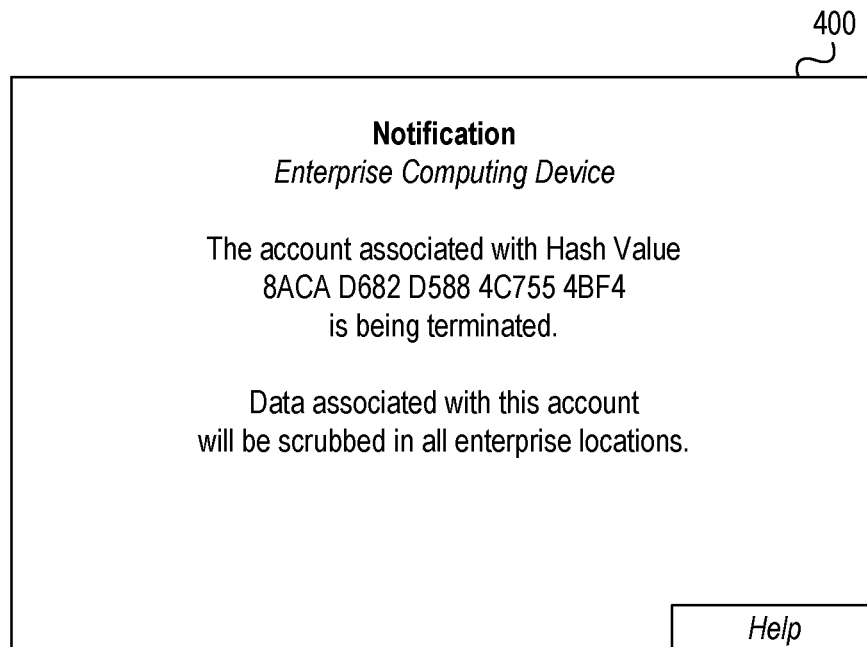 400
Notification
Enterprise Computing Device
The account associated with Hash Value
8ACA D682 D588 4C755 4BF4
is being terminated.
Data associated with this account
will be scrubbed in all enterprise locations.
Help